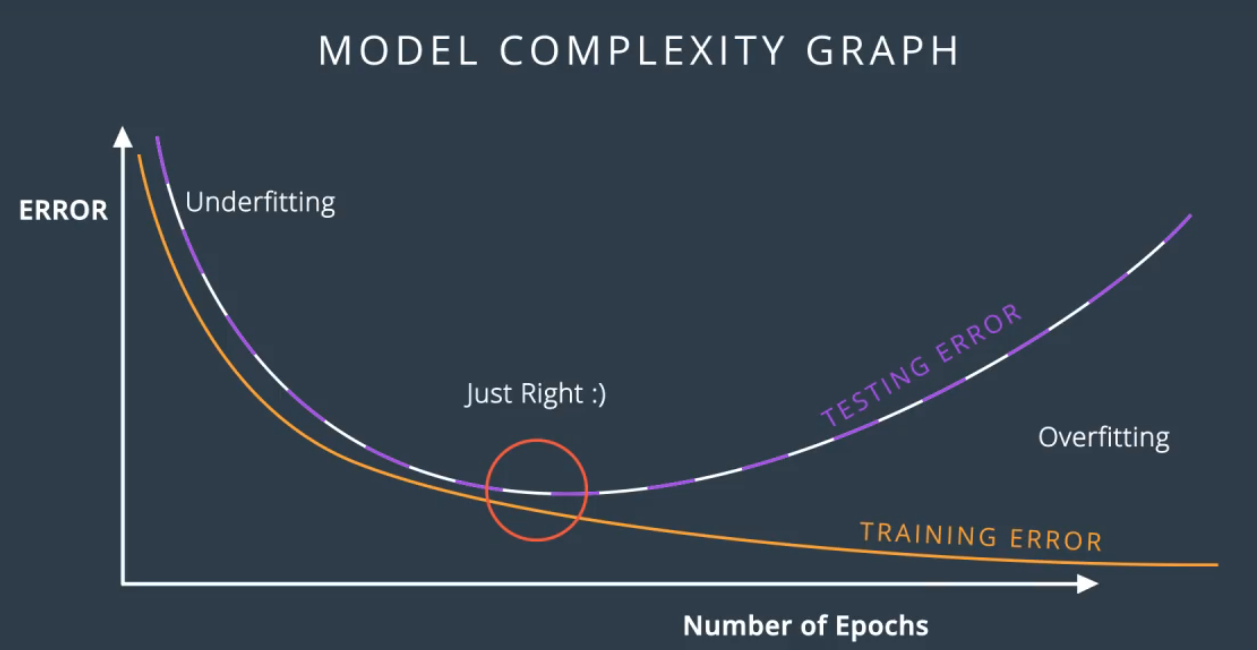 MODEL COMPLEXITY GRAPH
ERROR
Underfitting
Just Right :)
TESTING ERROR
Overfitting
TRAINING ERROR
Number of Epochs